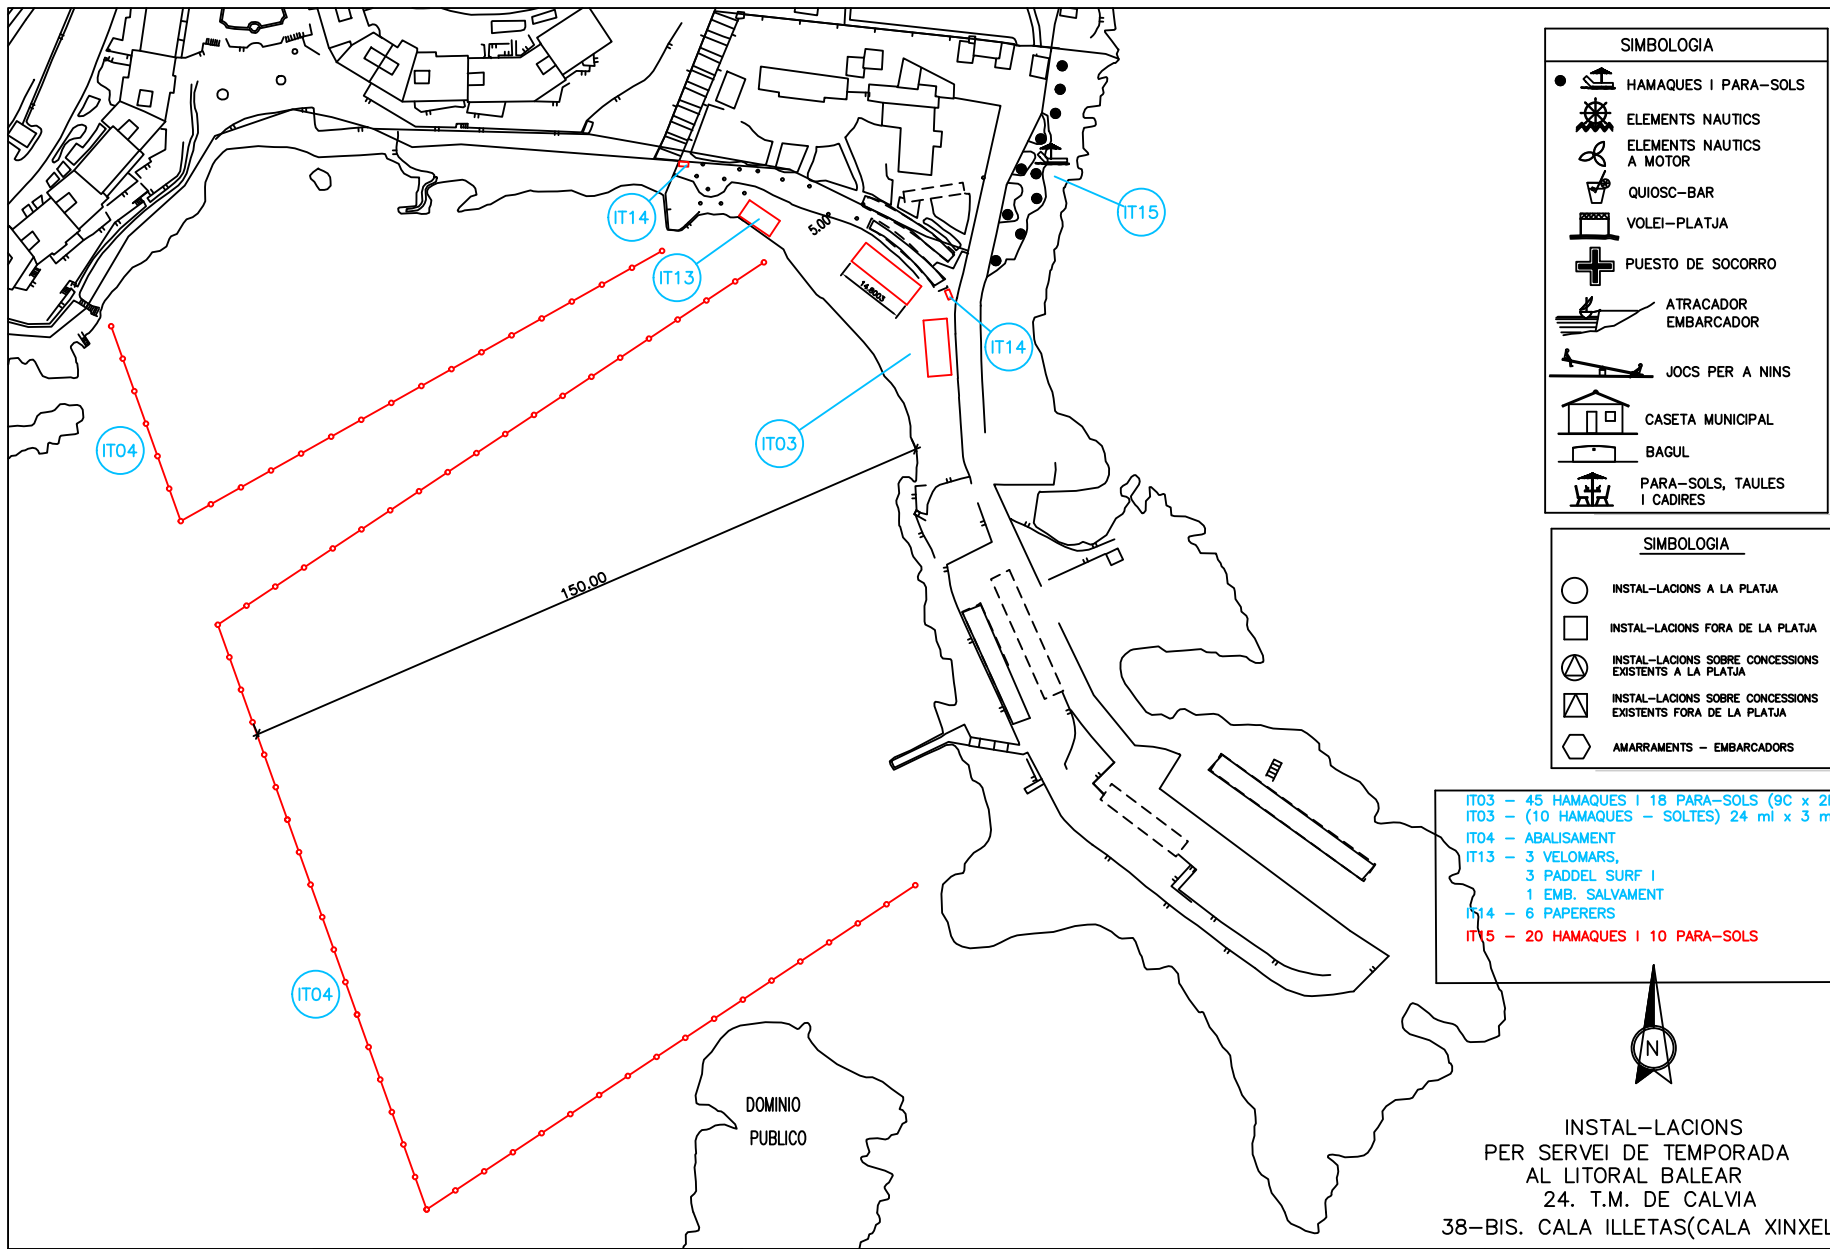 SIMBOLOGIA
HAMAQUES I PARA-SOLS
ELEMENTS NAUTICS
ELEMENTS NAUTICS
A MOTOR
QUIOSC-BAR
VOLEI-PLATJA
PUESTO DE SOCORRO
ATRACADOR
EMBARCADOR
JOCS PER A NINS
CASETA MUNICIPAL
BAGUL
PARA-SOLS, TAULES
I CADIRES
SIMBOLOGIA
INSTAL-LACIONS A LA PLATJA
INSTAL-LACIONS FORA DE LA PLATJA
INSTAL-LACIONS SOBRE CONCESSIONS
EXISTENTS A LA PLATJA
INSTAL-LACIONS SOBRE CONCESSIONS
EXISTENTS FORA DE LA PLATJA
AMARRAMENTS - EMBARCADORS
IT03 - 45 HAMAQUES I 18 PARA-SOLS (9C x 2
IT03 - (10 HAMAQUES - SOLTES) 24 ml x 3 m
IT04 - ABALISAMENT
IT13 - 3 VELOMARS,
3 PADDEL SURF I
1 EMB. SALVAMENT
IT14 - 6 PAPERERS
IT15 - 20 HAMAQUES I 10 PARA-SOLS
N
INSTAL-LACIONS
PER SERVEI DE TEMPORADA
AL LITORAL BALEAR
24. T.M. DE CALVIA
38-BIS. CALA ILLETAS(CALA XINXEL
IT14
IT15
5.00
IT13
14.8003
IT14
IT03
IT04
150.00
IT04
DOMINIO
PUBLICO